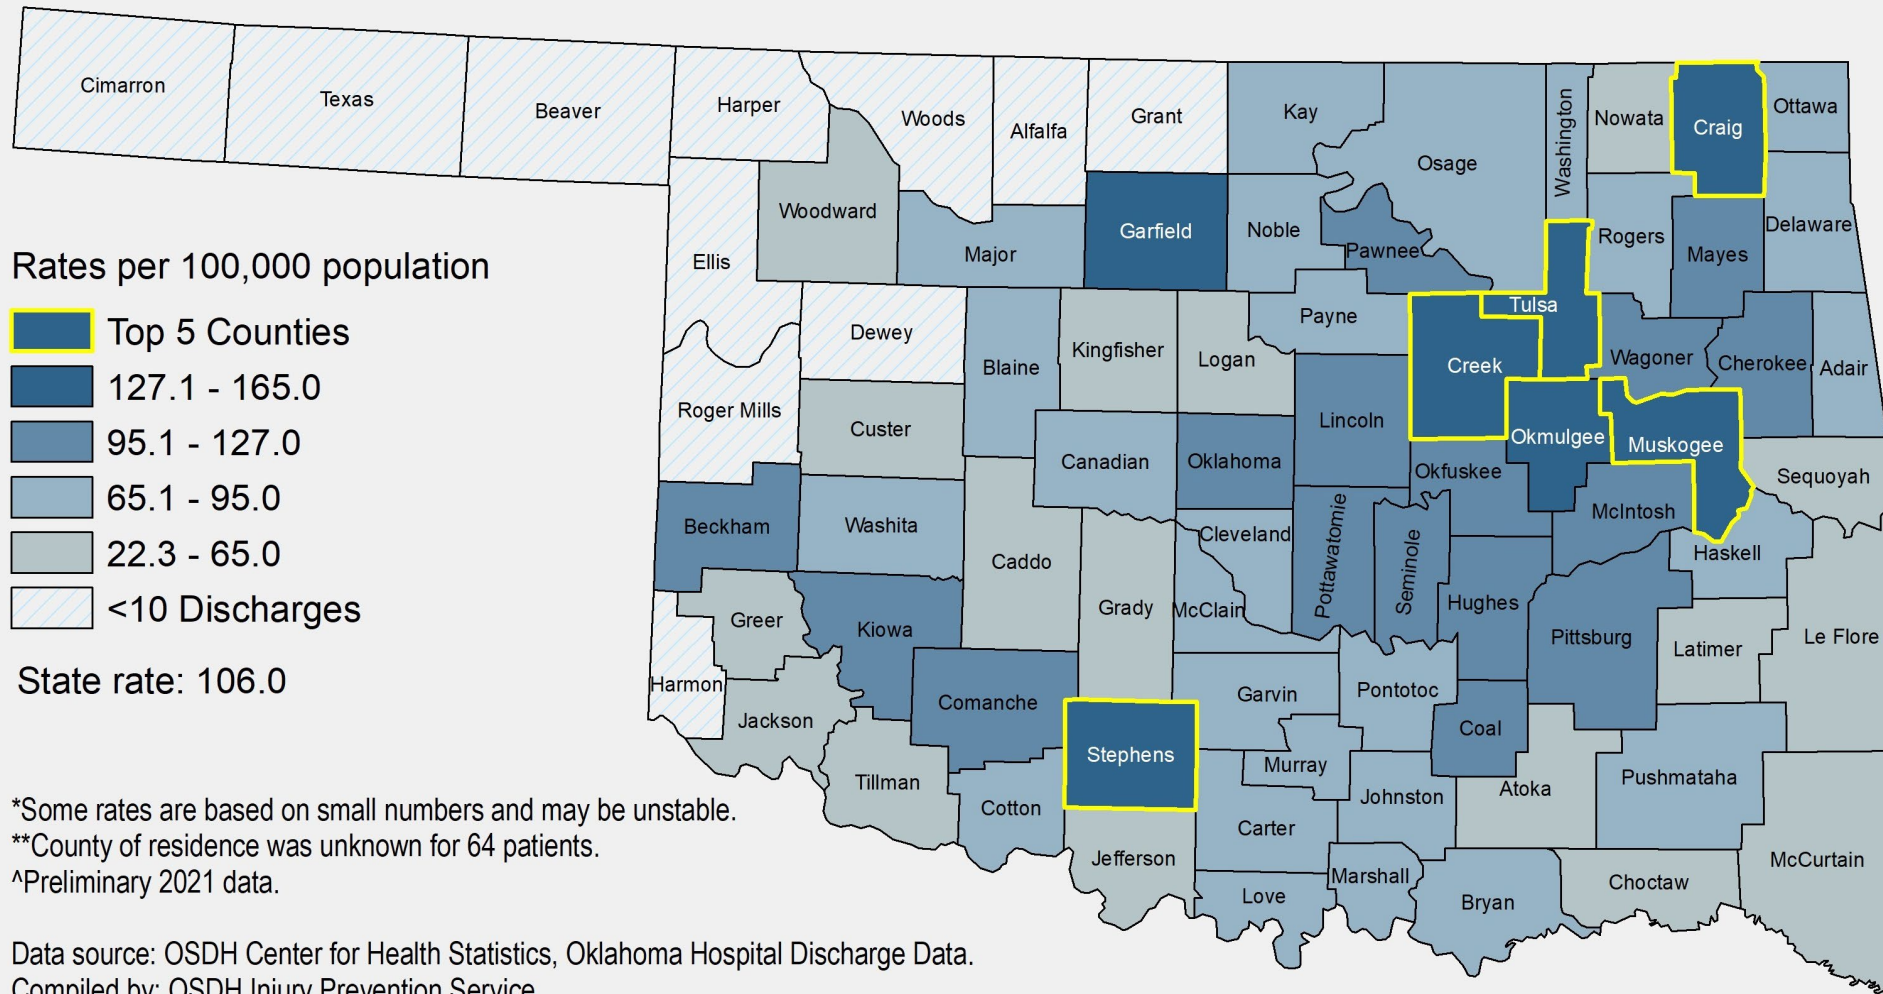 Cimarron
Texas
Beaver
Harper
Woods
Alfalfa
Grant
Kay
Osage
Washington
Nowata
Craig
Ottawa
Woodward
Ellis
Major
Garfield
Noble
Pawnee
Rogers
Mayes
Delaware
Rates per 100,000 population
Top 5 Counties
127.1 - 165.0
95.1 - 127.0
65.1 - 95.0
22.3 - 65.0
<10 Discharges
State rate: 106.0
Dewey
Blaine
Kingfisher
Logan
Payne
Tulsa
Creek
Wagoner
Cherokee
Adair
Roger Mills
Custer
Canadian
Oklahoma
Lincoln
Okmulgee
Muskogee
Okfuskee
Sequoyah
Beckham
Washita
Caddo
Cleveland
Pottawatomie
Seminole
McIntosh
Haskell
Greer
Kiowa
Grady
McClain
Hughes
Pittsburg
Latimer
Le Flore
Harmon
Jackson
Comanche
Stephens
Garvin
Pontotoc
Coal
Tillman
Cotton
Murray
Johnston
Atoka
Pushmataha
Jefferson
Carter
Love
Marshall
Bryan
Choctaw
McCurtain
*Some rates are based on small numbers and may be unstable.
**County of residence was unknown for 64 patients.
^Preliminary 2021 data.
Data source: OSDH Center for Health Statistics, Oklahoma Hospital Discharge Data.
Compiled by: OSDH Injury Prevention Service